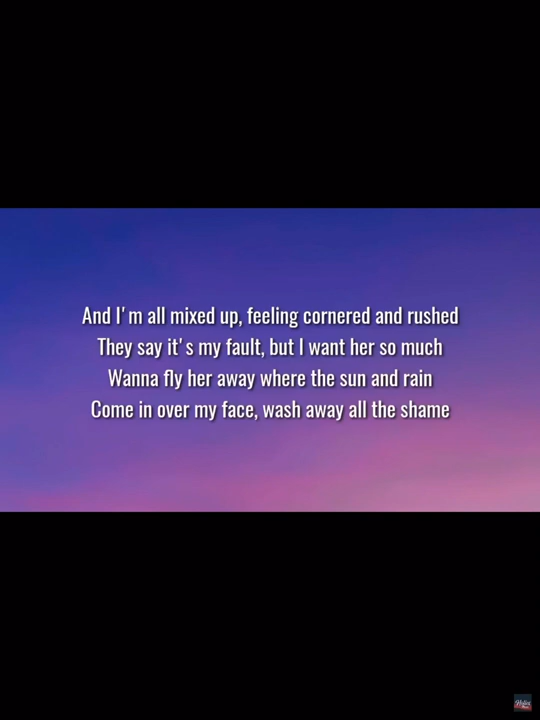 And I'm all mixed up, feeling cornered and rushed
They say it's my fault, but I want her so much
Wanna fly her away where the sun and rain
Come in over my face, wash away all the shame